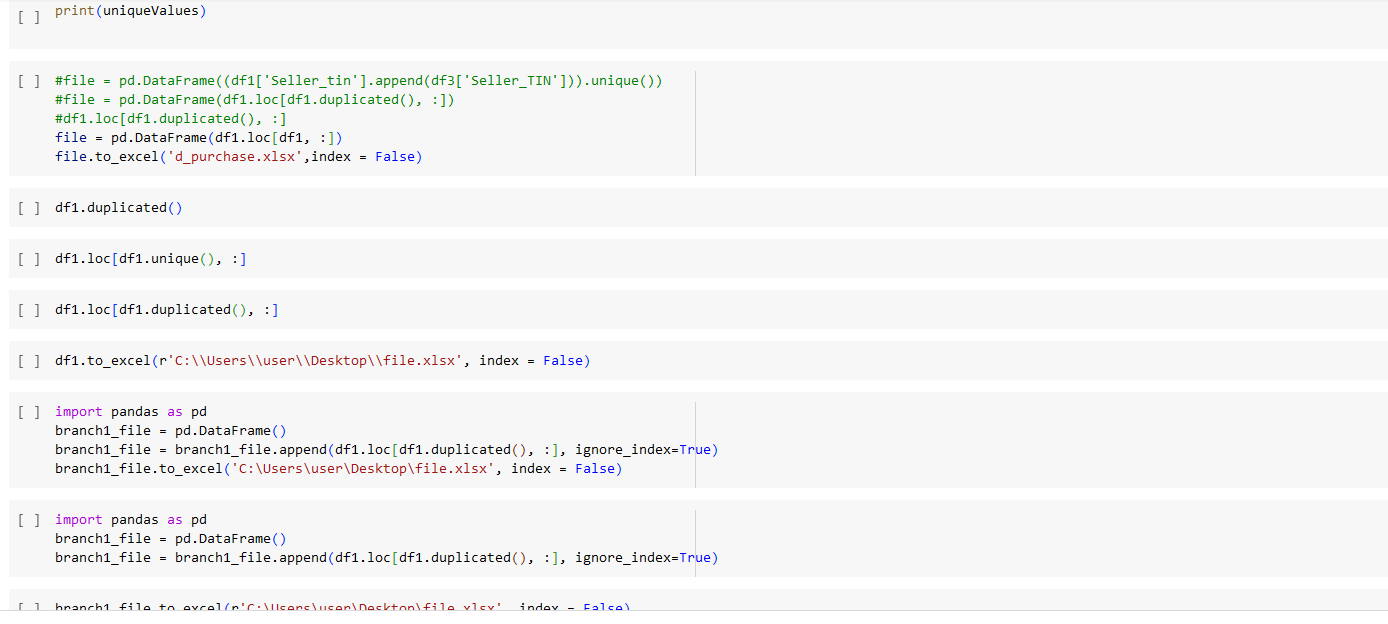 [ ] print(uniqueValues)
[ ] #file = pd.DataFrame((df1['Seller_tin'].append(df3['Seller_TIN'])).unique())
#file = pd.DataFrame(df1.loc[df1.duplicated(), :])
#df1.loc[df1.duplicated(), :]
file = pd.DataFrame(df1.loc[df1, :])
file.to_excel('d_purchase.xlsx',index = False)
[ ] df1.duplicated()
[ ] df1.loc[df1.unique(), :]
[ ] df1.loc[df1.duplicated(), :]
[ ] df1.to_excel(r'C:\\Users\\user\\Desktop\\file.xlsx', index = False)
[ ] import pandas as pd
branch1_file = pd.DataFrame()
branch1_file = branch1_file.append(df1.loc[df1.duplicated(), :], ignore_index=True)
branch1_file.to_excel('C:\Users\user\Desktop\file.xlsx', index = False)
[ ] import pandas as pd
branch1_file = pd.DataFrame()
branch1_file = branch1_file.append(df1.loc[df1.duplicated(), :], ignore_index=True)
[ ] branch1_file.to_excel(r'C:\Users\user\Desktop\file.xlsx', index = False)